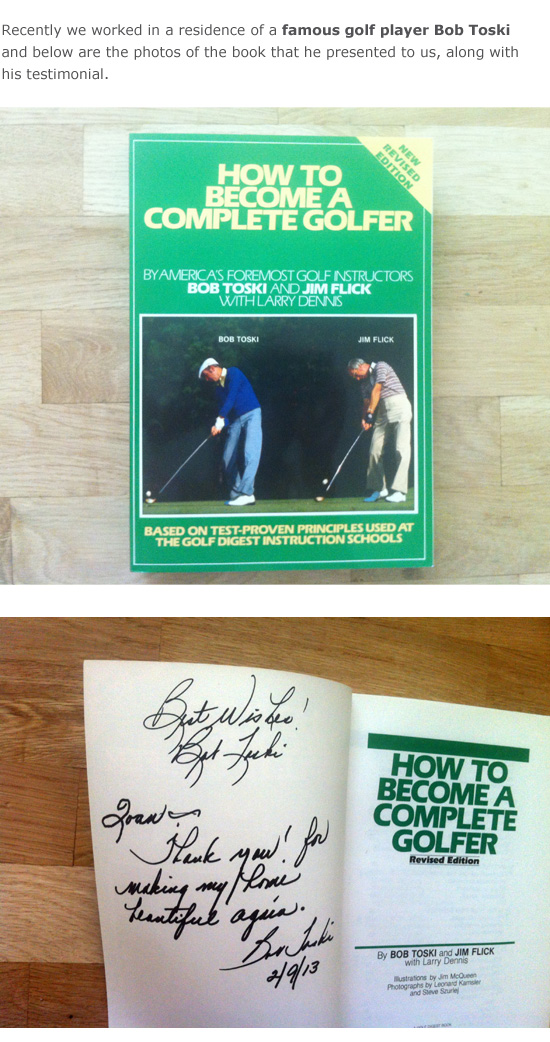 Recently we worked in a residence of a famous golf player Bob Toski
and below are the photos of the book that he presented to us, along with
his testimonial.
NEW
REVISED
EDITION
HOW TO
BECOME A
COMPLETE GOLFER
BY AMERICA'S FOREMOST GOLF INSTRUCTORS
BOB TOSKI AND JIM FLICK
WITH LARRY DENNIS
BOB TOSKI
JIM FLICK
BASED ON TEST-PROVEN PRINCIPLES USED AT
THE GOLF DIGEST INSTRUCTION SCHOOLS
Best Wishes!
Bob Toski
Thank you! for
making my home
beautiful again.
Bob Toski
2/9/13
HOW TO
BECOME A
COMPLETE
GOLFER
Revised Edition
By BOB TOSKI and JIM FLICK
with Larry Dennis
Illustrations by Jim McQueen
Photographs by Leonard Kamsler
and Steve Szurlej